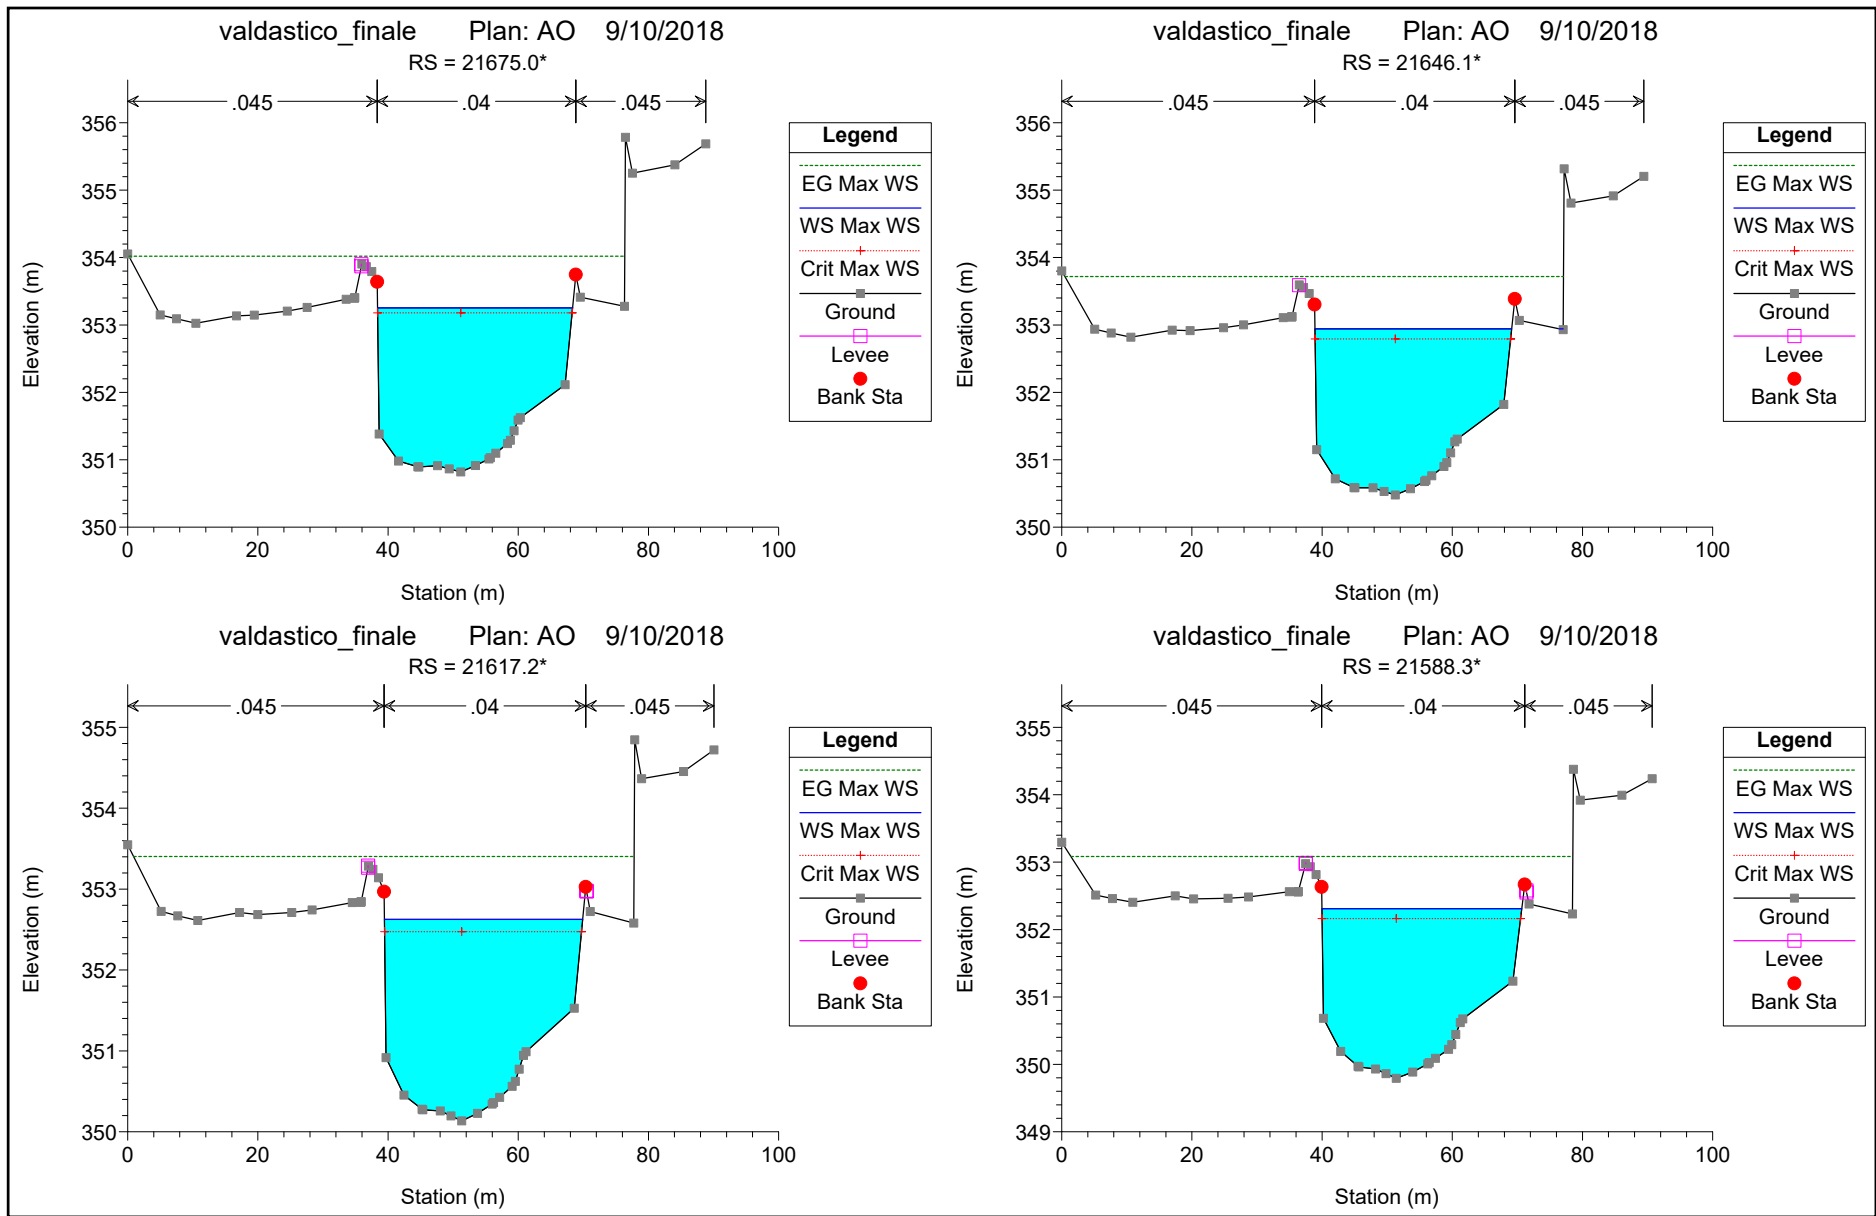 valdastico_finale Plan: AO 9/10/2018
RS = 21675.0*
.045 .04 .045
356
355
354
353
352
351
350
0 20 40 60 80 100
Elevation (m)
Station (m)
Legend
EG Max WS
WS Max WS
Crit Max WS
Ground
Levee
Bank Sta
valdastico_finale Plan: AO 9/10/2018
RS = 21646.1*
.045 .04 .045
356
355
354
353
352
351
350
0 20 40 60 80 100
Elevation (m)
Station (m)
Legend
EG Max WS
WS Max WS
Crit Max WS
Ground
Levee
Bank Sta
valdastico_finale Plan: AO 9/10/2018
RS = 21617.2*
.045 .04 .045
355
354
353
352
351
350
0 20 40 60 80 100
Elevation (m)
Station (m)
Legend
EG Max WS
WS Max WS
Crit Max WS
Ground
Levee
Bank Sta
valdastico_finale Plan: AO 9/10/2018
RS = 21588.3*
.045 .04 .045
355
354
353
352
351
350
349
0 20 40 60 80 100
Elevation (m)
Station (m)
Legend
EG Max WS
WS Max WS
Crit Max WS
Ground
Levee
Bank Sta